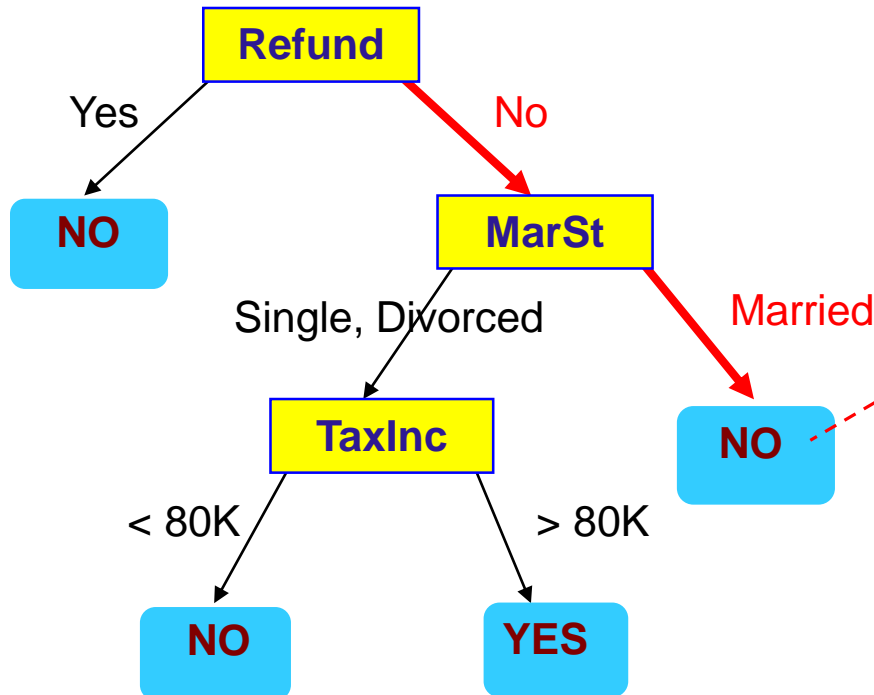 Refund
Yes
No
NO
MarSt
Single, Divorced
Married
TaxInc
NO
< 80K
> 80K
NO
YES